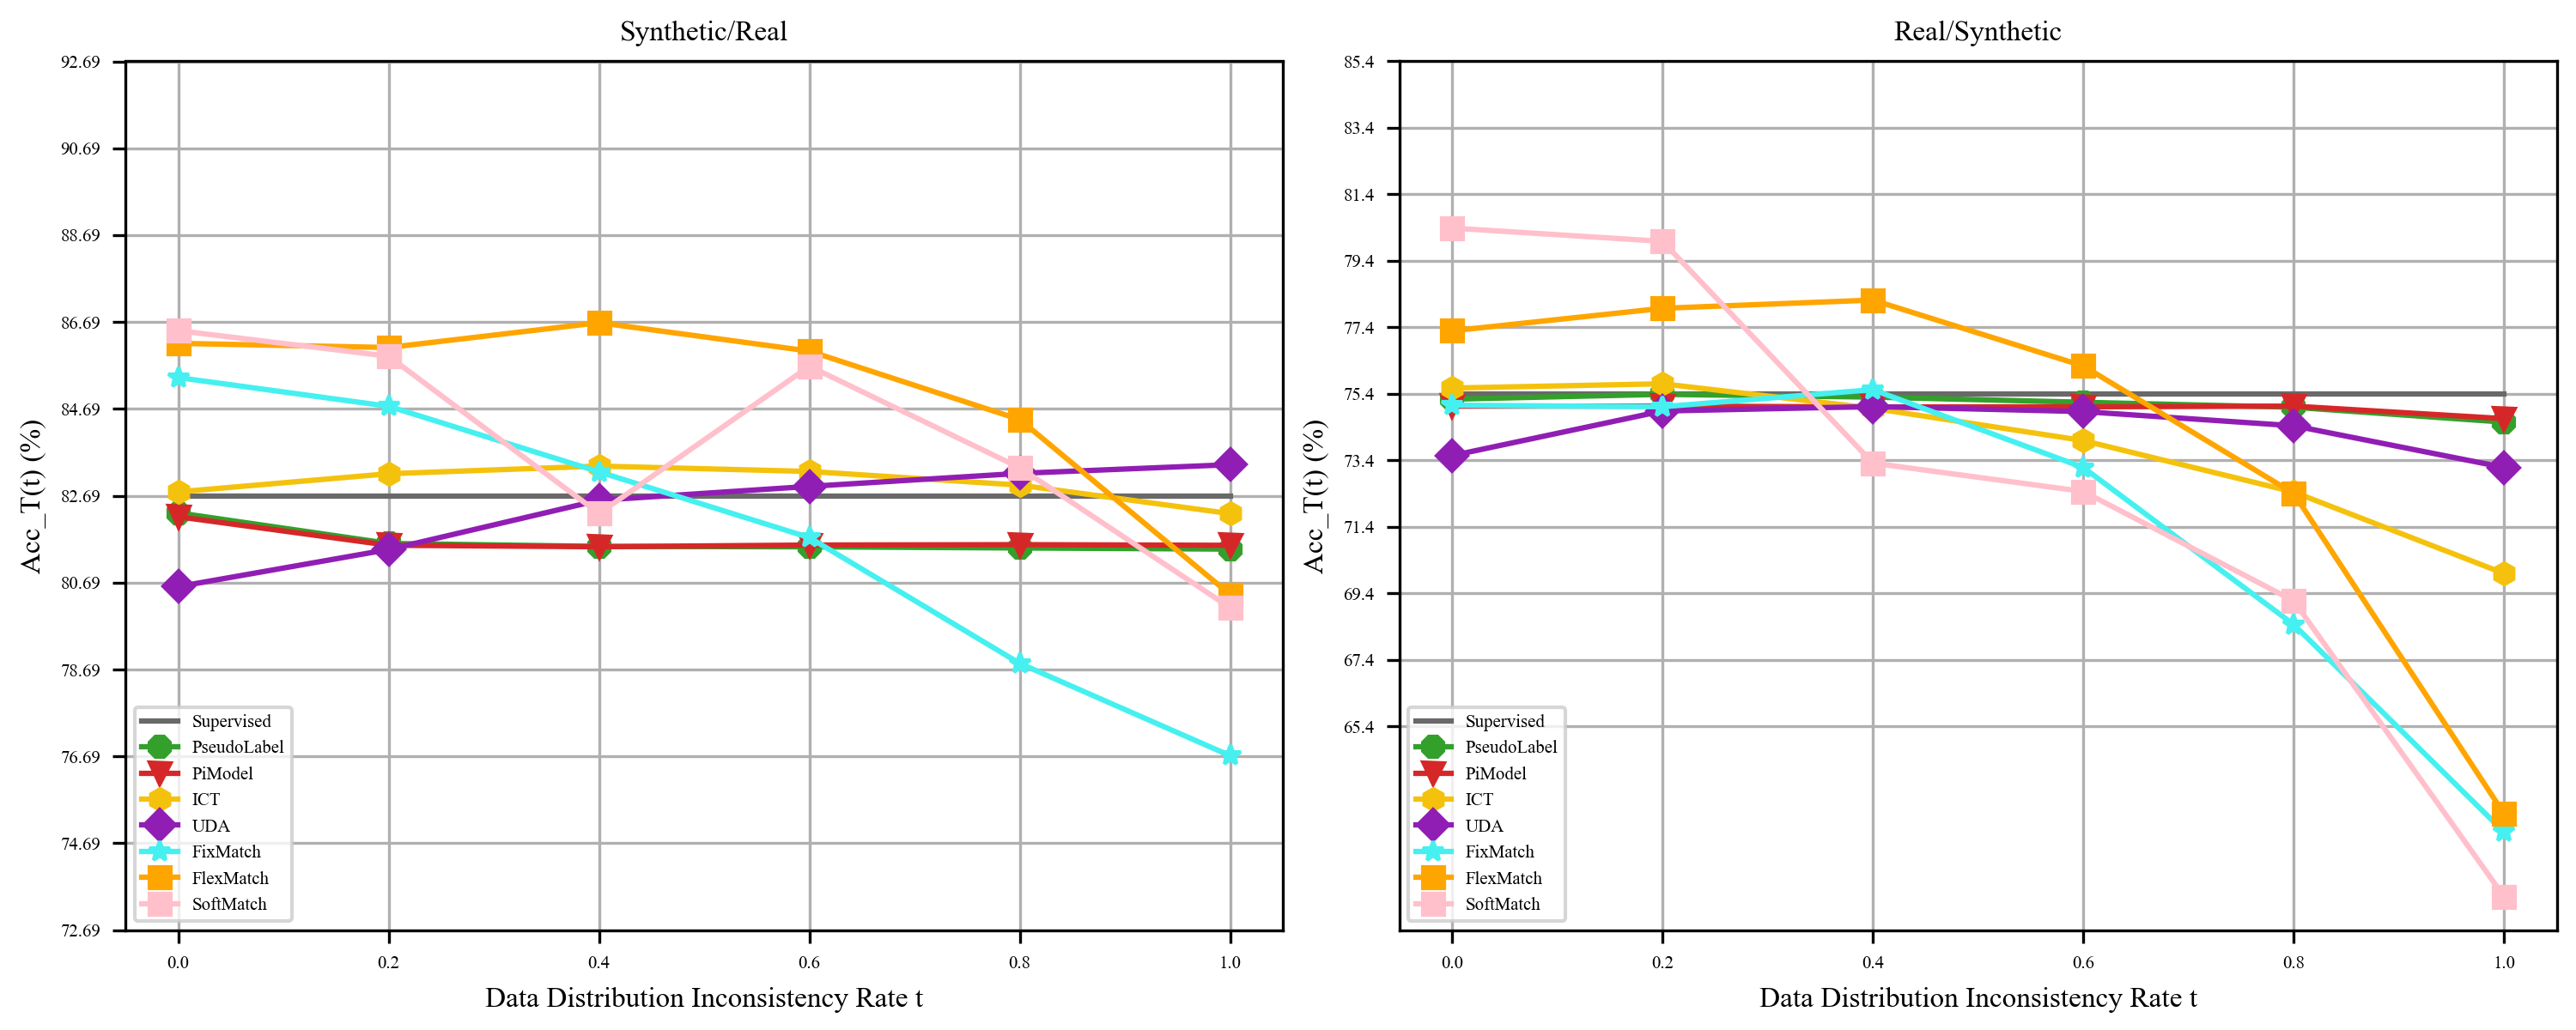 Synthetic/Real
Acc_T(t) (%)
92.69
90.69
88.69
86.69
84.69
82.69
80.69
78.69
76.69
74.69
72.69
Supervised
PseudoLabel
PiModel
ICT
UDA
FixMatch
FlexMatch
SoftMatch
0.0 0.2 0.4 0.6 0.8 1.0
Data Distribution Inconsistency Rate t
Real/Synthetic
Acc_T(t) (%)
85.4
83.4
81.4
79.4
77.4
75.4
73.4
71.4
69.4
67.4
65.4
Supervised
PseudoLabel
PiModel
ICT
UDA
FixMatch
FlexMatch
SoftMatch
0.0 0.2 0.4 0.6 0.8 1.0
Data Distribution Inconsistency Rate t